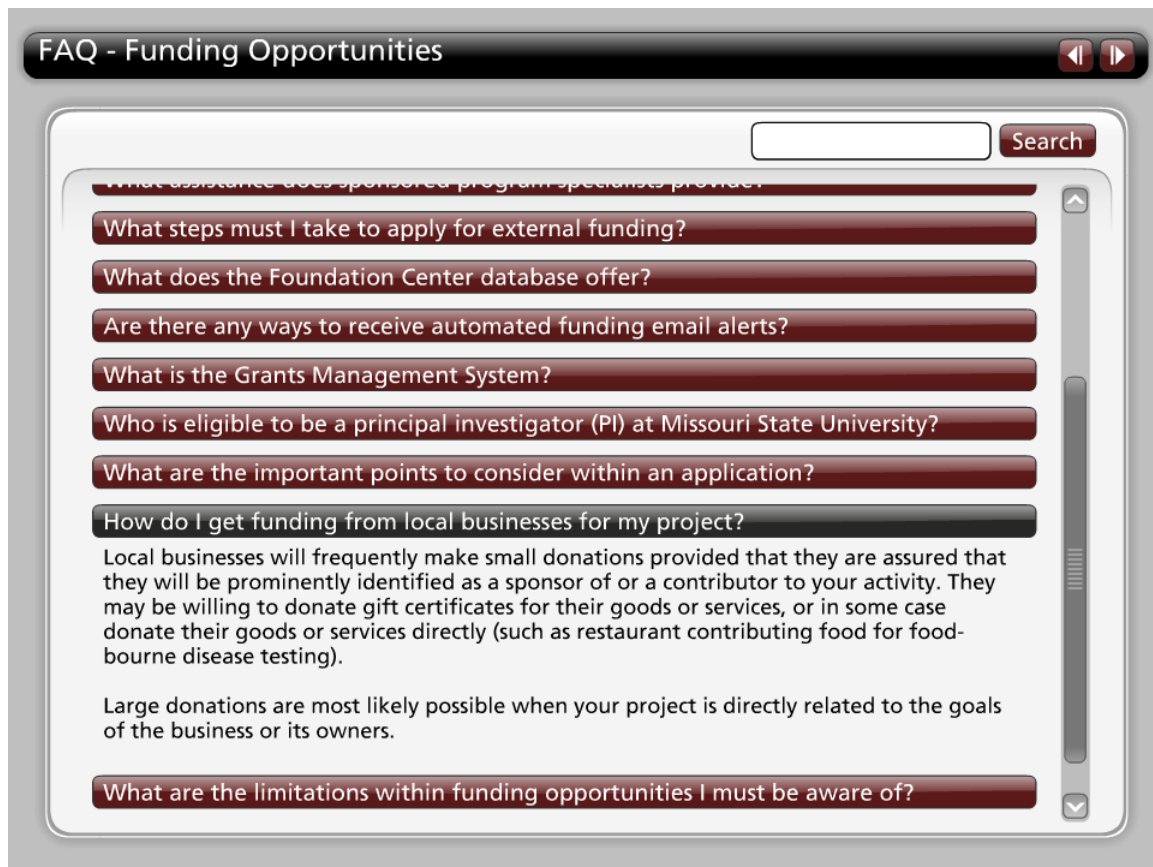 FAQ - Funding Opportunities
Search
What assistance does sponsored program specialists provide?
What steps must I take to apply for external funding?
What does the Foundation Center database offer?
Are there any ways to receive automated funding email alerts?
What is the Grants Management System?
Who is eligible to be a principal investigator (PI) at Missouri State University?
What are the important points to consider within an application?
How do I get funding from local businesses for my project?
Local businesses will frequently make small donations provided that they are assured that
they will be prominently identified as a sponsor of or a contributor to your activity. They
may be willing to donate gift certificates for their goods or services, or in some case
donate their goods or services directly (such as restaurant contributing food for food-
bourne disease testing).
Large donations are most likely possible when your project is directly related to the goals
of the business or its owners.
What are the limitations within funding opportunities I must be aware of?